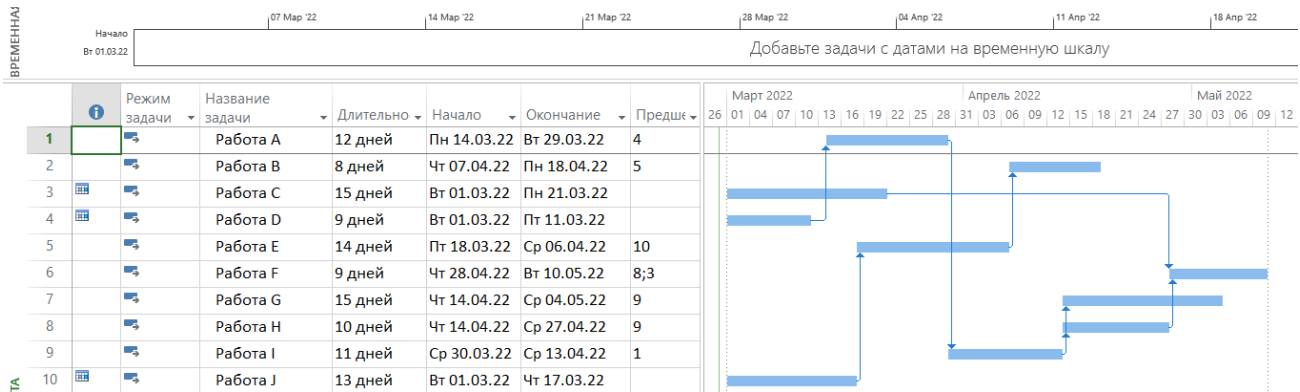 07 Мар '22 14 Мар '22 21 Мар '22 28 Мар '22 04 Апр '22 11 Апр '22 18 Апр '22
Начало
Вт 01.03.22
Добавьте задачи с датами на временную шкалу
ВРЕМЕННАЯ
Режим задачи Название задачи Длительно Начало Окончание Предше
Март 2022 Апрель 2022 Май 2022
26 01 04 07 10 13 16 19 22 25 28 31 03 06 09 12 15 18 21 24 27 30 03 06 09 12
1 Работа A 12 дней Пн 14.03.22 Вт 29.03.22 4
2 Работа B 8 дней Чт 07.04.22 Пн 18.04.22 5
3 Работа C 15 дней Вт 01.03.22 Пн 21.03.22
4 Работа D 9 дней Вт 01.03.22 Пт 11.03.22
5 Работа E 14 дней Пт 18.03.22 Ср 06.04.22 10
6 Работа F 9 дней Чт 28.04.22 Вт 10.05.22 8;3
7 Работа G 15 дней Чт 14.04.22 Ср 04.05.22 9
8 Работа H 10 дней Чт 14.04.22 Ср 27.04.22 9
9 Работа I 11 дней Ср 30.03.22 Ср 13.04.22 1
10 Работа J 13 дней Вт 01.03.22 Чт 17.03.22
ТА